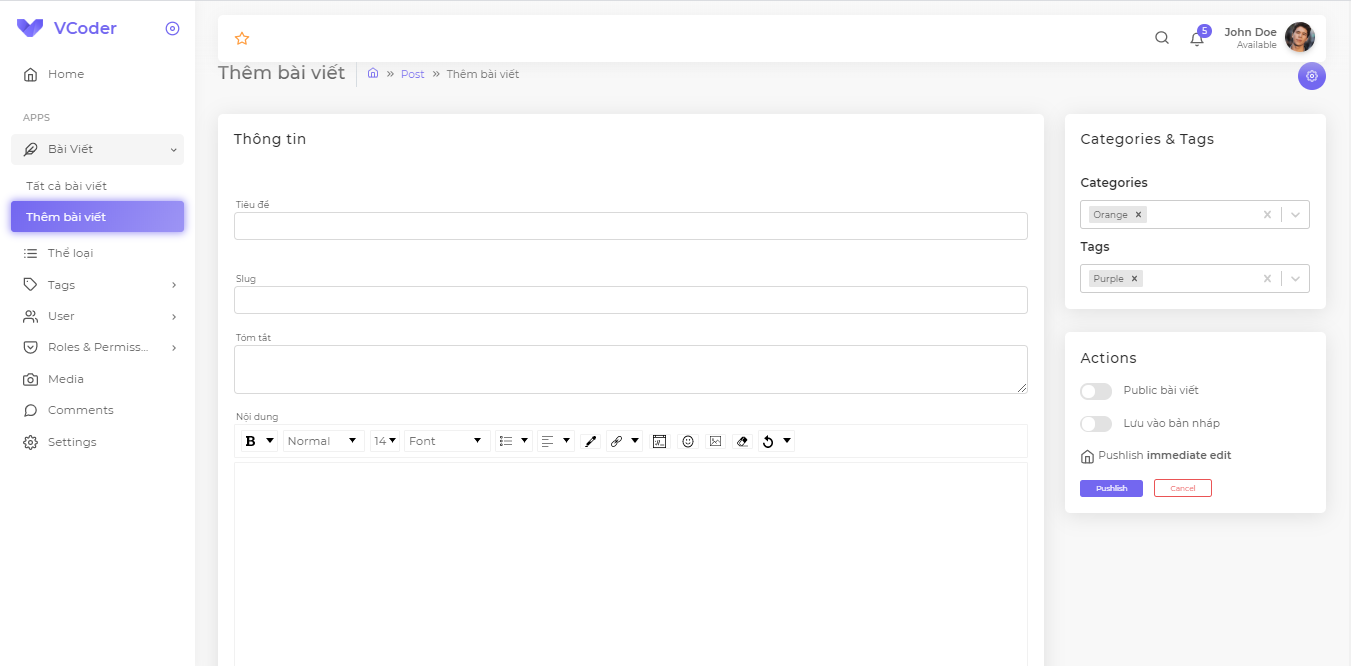 VCoder
Home
APPS
Bài Viết
Tất cả bài viết
Thêm bài viết
Thể loại
Tags
User
Roles & Permiss...
Media
Comments
Settings
5
John Doe
Available
Thêm bài viết
» Post » Thêm bài viết
Thông tin
Tiêu đề
Slug
Tóm tắt
Nội dung
B Normal 14 Font
Categories & Tags
Categories
Orange ×
Tags
Purple ×
Actions
Public bài viết
Lưu vào bản nháp
Pushlish immediate edit
Pushlish Cancel